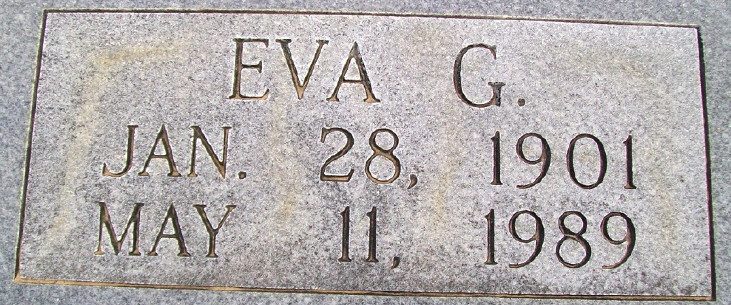 EVA G.
JAN. 28, 1901
MAY 11, 1989